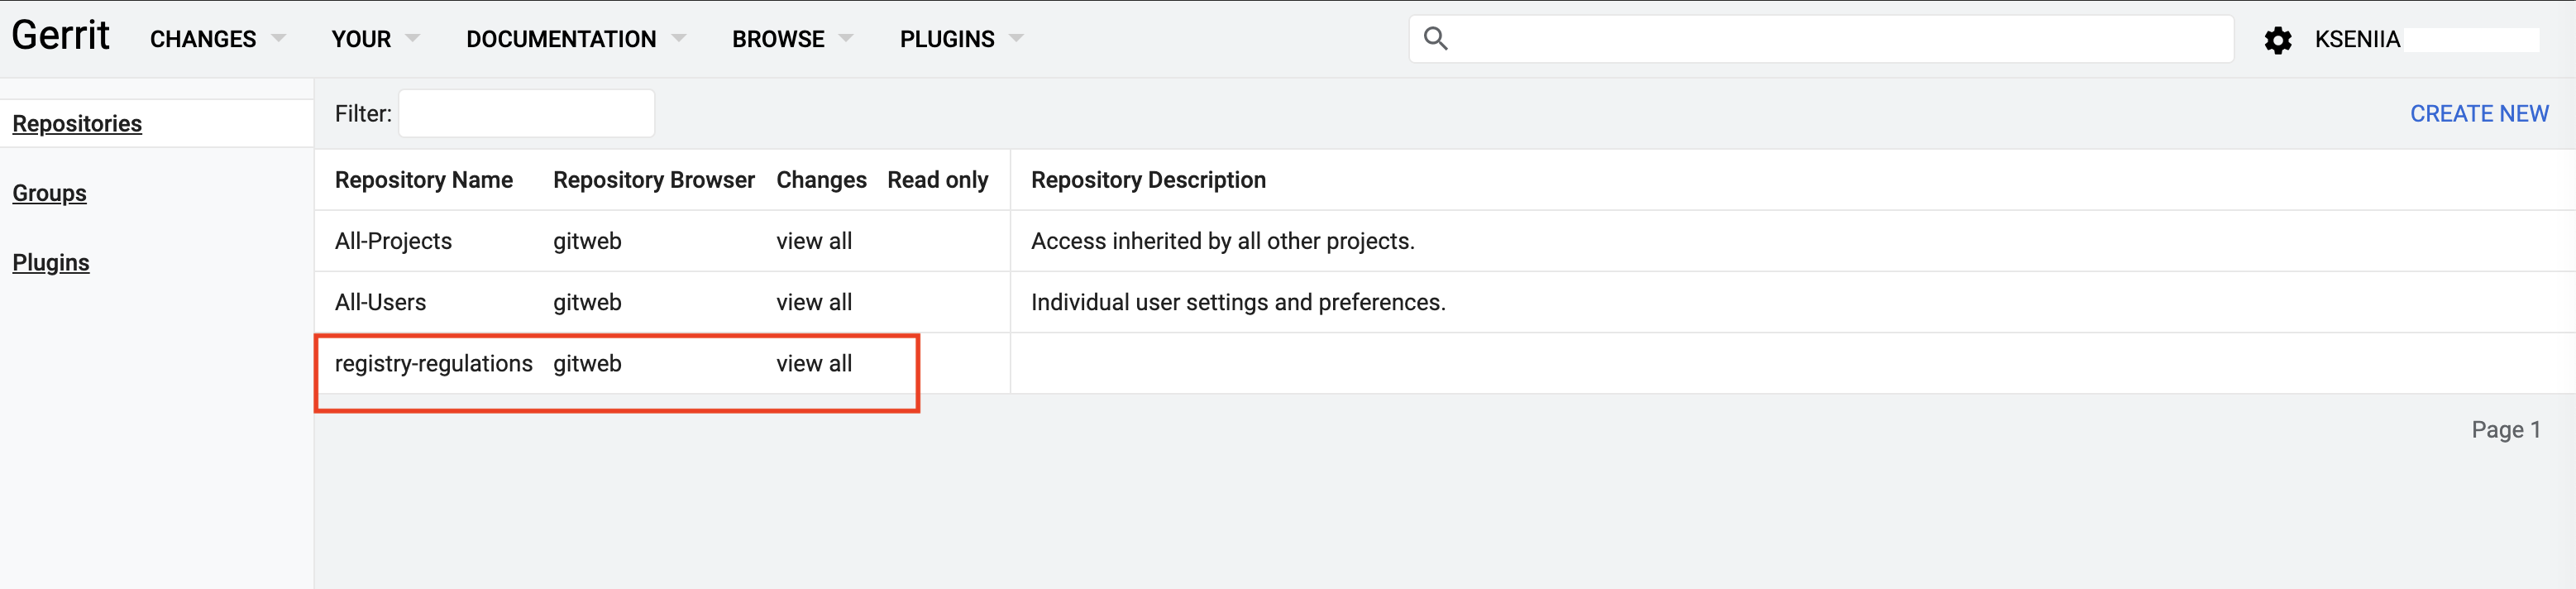 Gerrit CHANGES YOUR DOCUMENTATION BROWSE PLUGINS KSENIIA
Repositories
Groups
Plugins
Filter: CREATE NEW
Repository Name Repository Browser Changes Read only Repository Description
All-Projects gitweb view all Access inherited by all other projects.
All-Users gitweb view all Individual user settings and preferences.
registry-regulations gitweb view all
Page 1